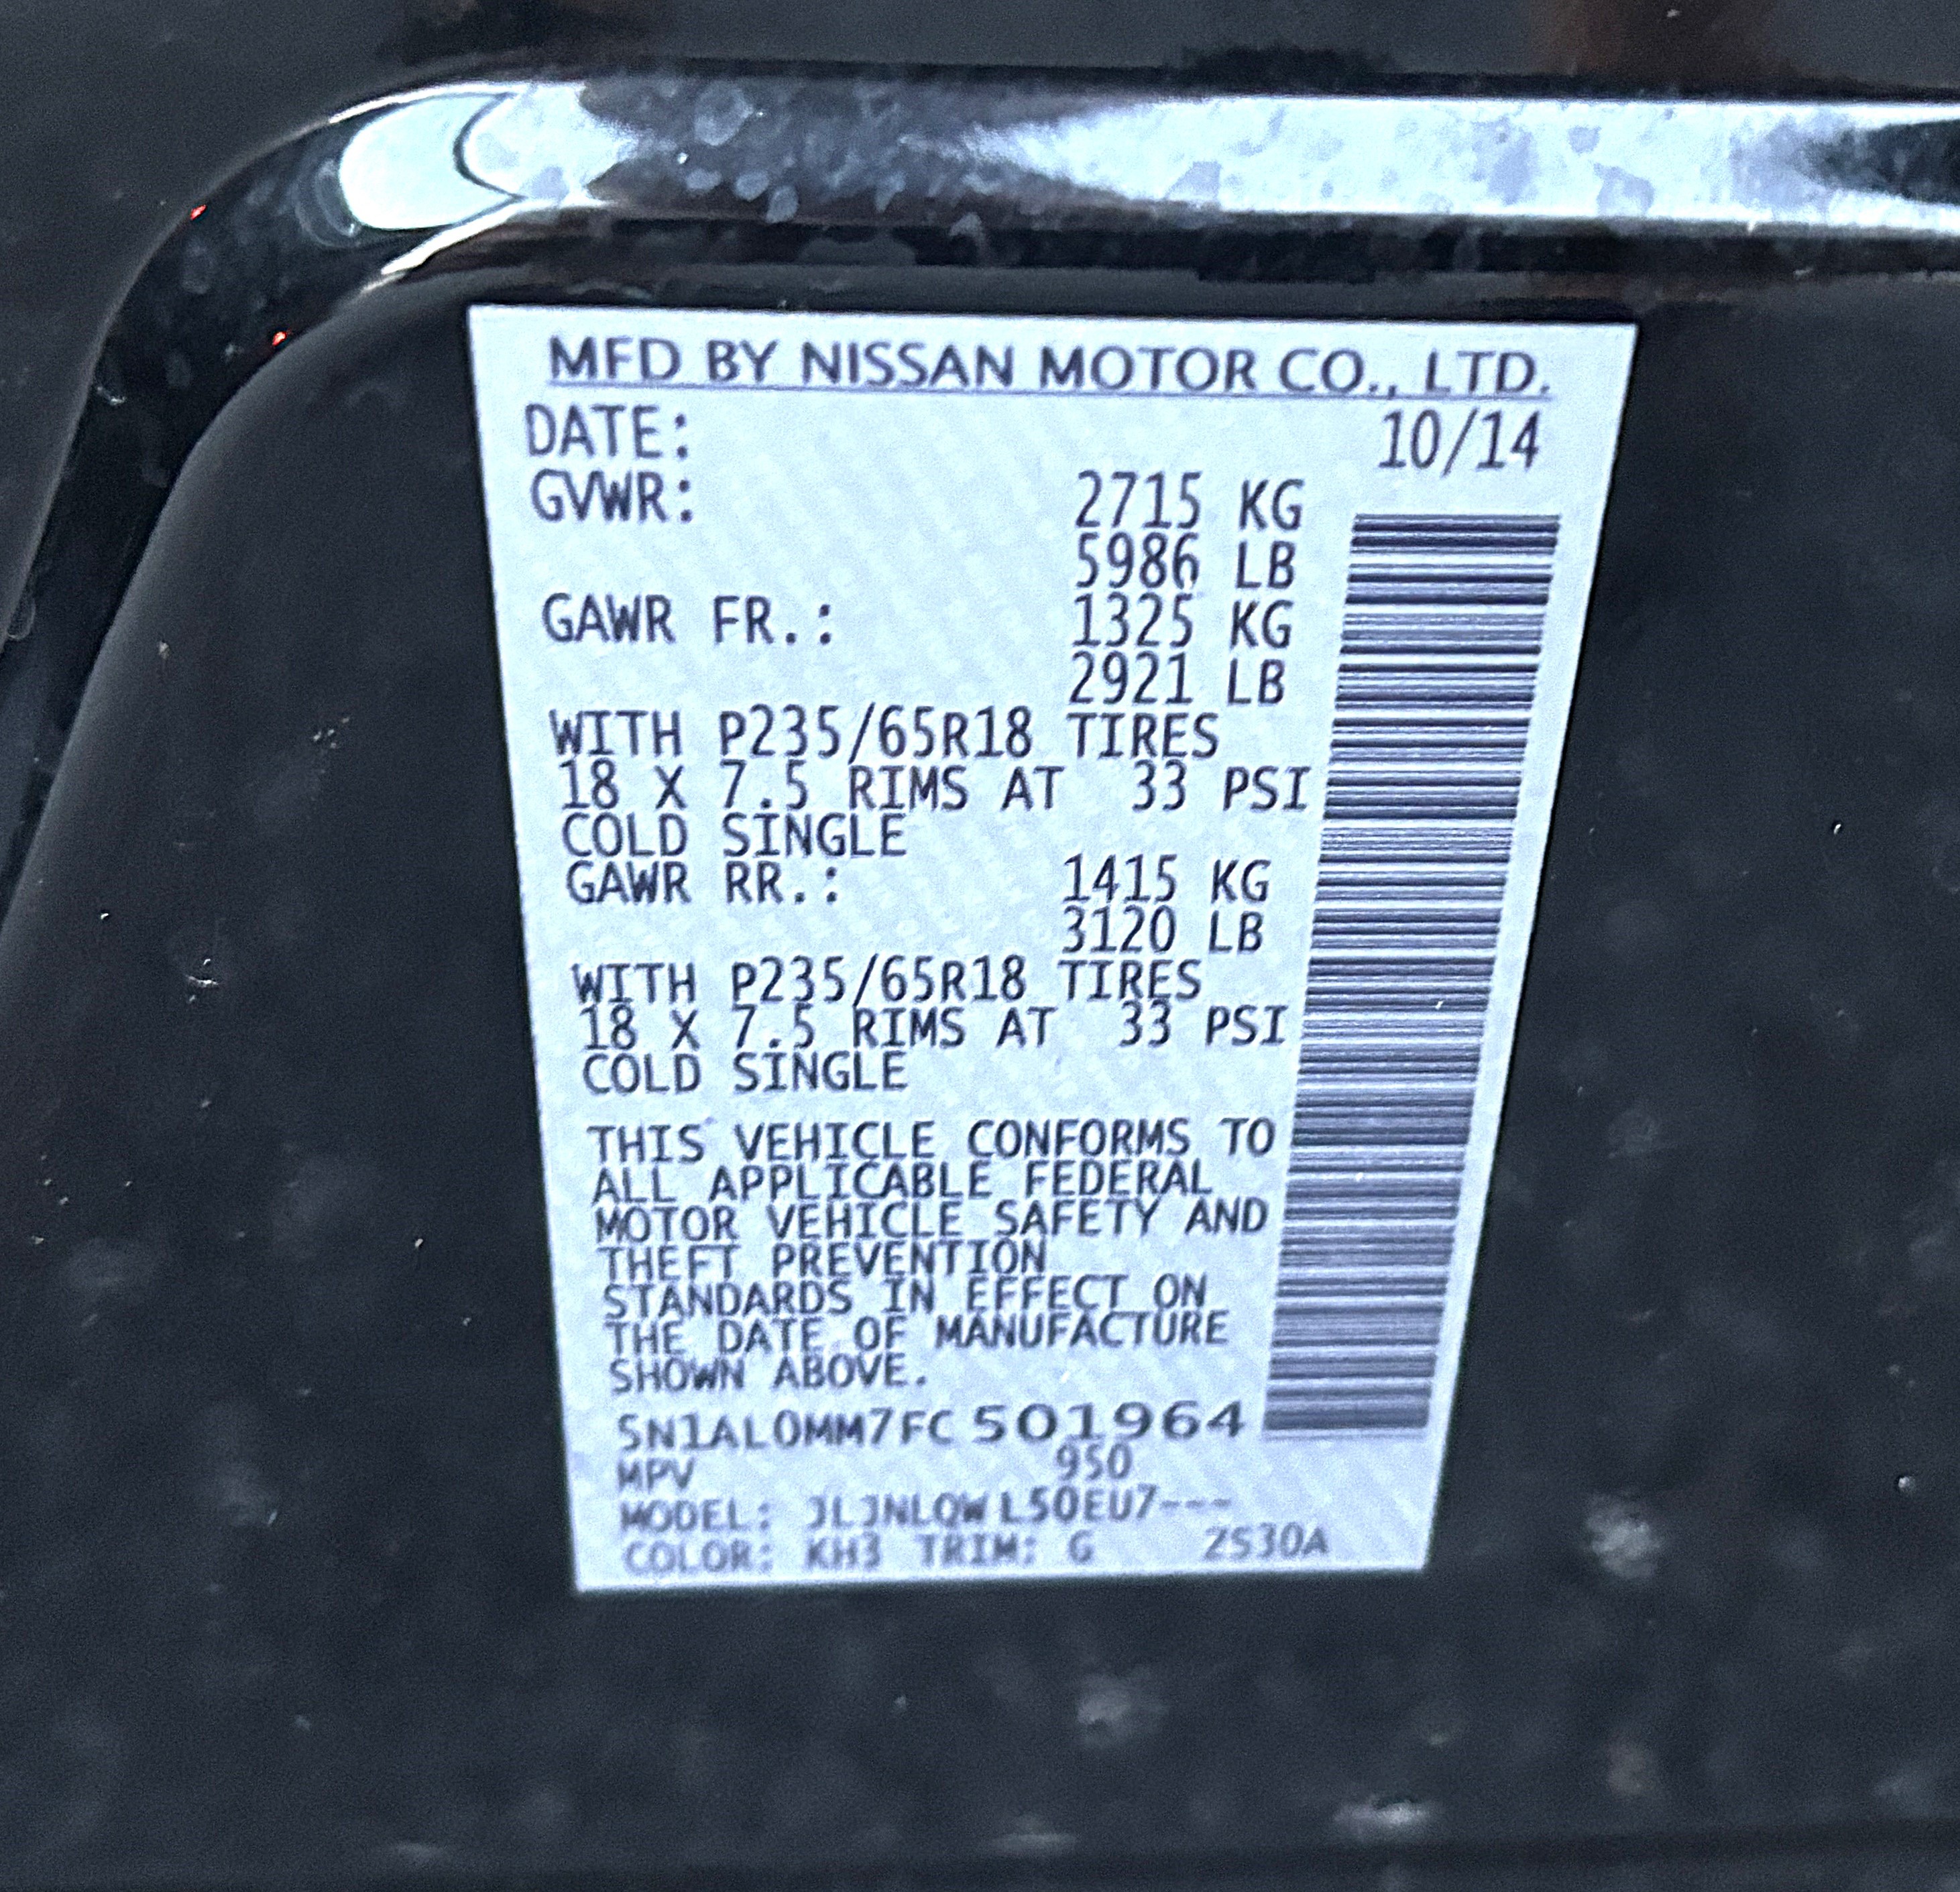 MFD BY NISSAN MOTOR CO., LTD.
DATE: 10/14
GVWR: 2715 KG
5986 LB
GAWR FR.: 1325 KG
2921 LB
WITH P235/65R18 TIRES
18 X 7.5 RIMS AT 33 PSI
COLD SINGLE
GAWR RR.: 1415 KG
3120 LB
WITH P235/65R18 TIRES
18 X 7.5 RIMS AT 33 PSI
COLD SINGLE
THIS VEHICLE CONFORMS TO
ALL APPLICABLE FEDERAL
MOTOR VEHICLE SAFETY AND
THEFT PREVENTION
STANDARDS IN EFFECT ON
THE DATE OF MANUFACTURE
SHOWN ABOVE.
5N1AL0MM7FC501964
MPV 950
MODEL: JLJNLQW L50EU7---
COLOR: KH3 TRIM: G 2S30A